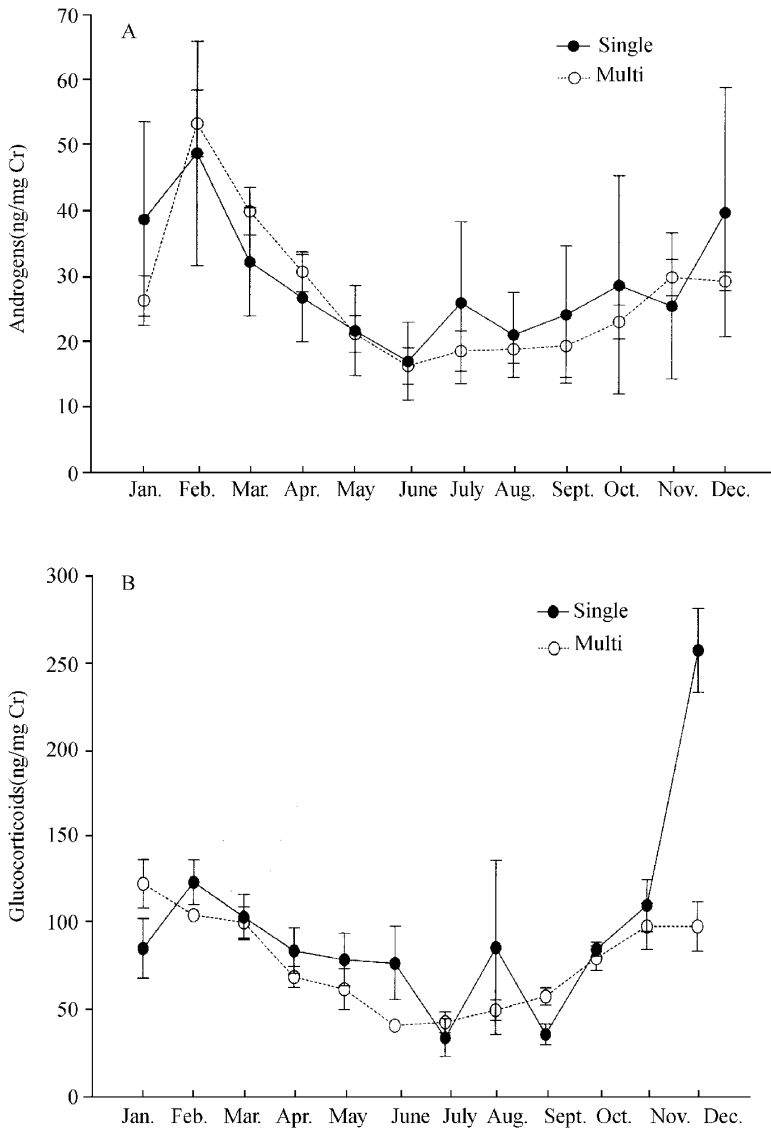 A
Single
Multi
Androgens(ng/mg Cr)
70
60
50
40
30
20
10
0
Jan. Feb. Mar. Apr. May June July Aug. Sept. Oct. Nov. Dec.
B
Single
Multi
Glucocorticoids(ng/mg Cr)
300
250
200
150
100
50
0
Jan. Feb. Mar. Apr. May June July Aug. Sept. Oct. Nov. Dec.